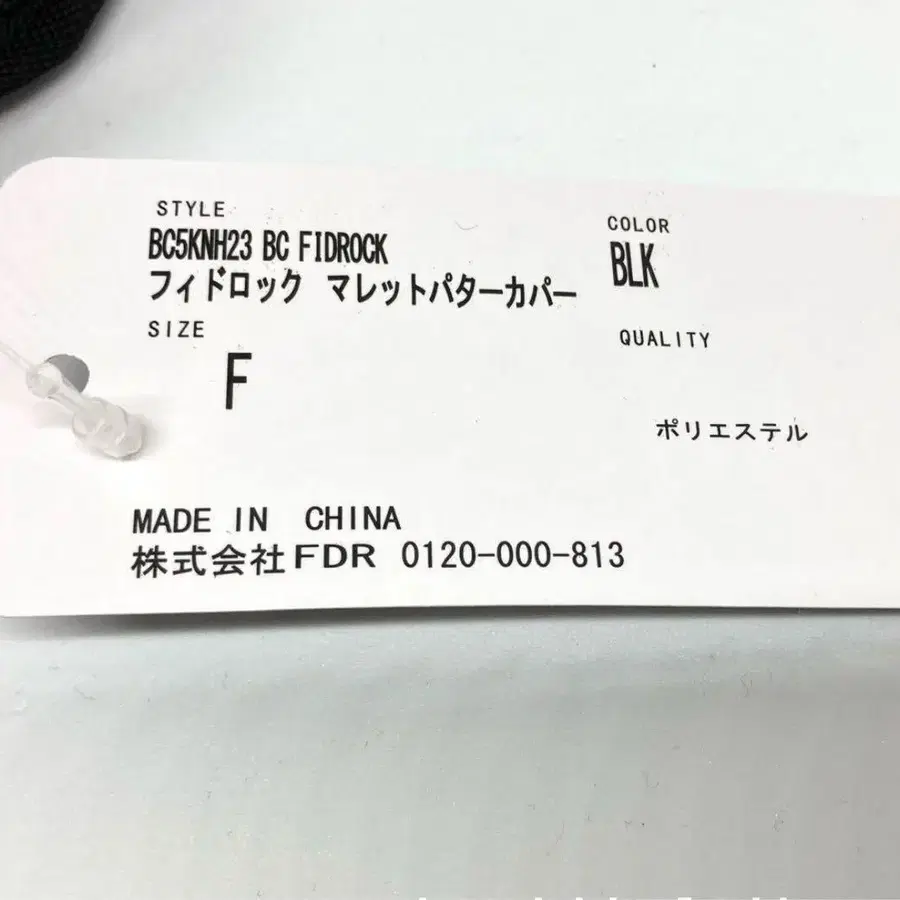 STYLE
BC5KNH23 BC FIDROCK
フィドロック マレットパターカバー
COLOR
BLK
SIZE
F
QUALITY
ポリエステル
MADE IN CHINA
株式会社FDR 0120-000-813